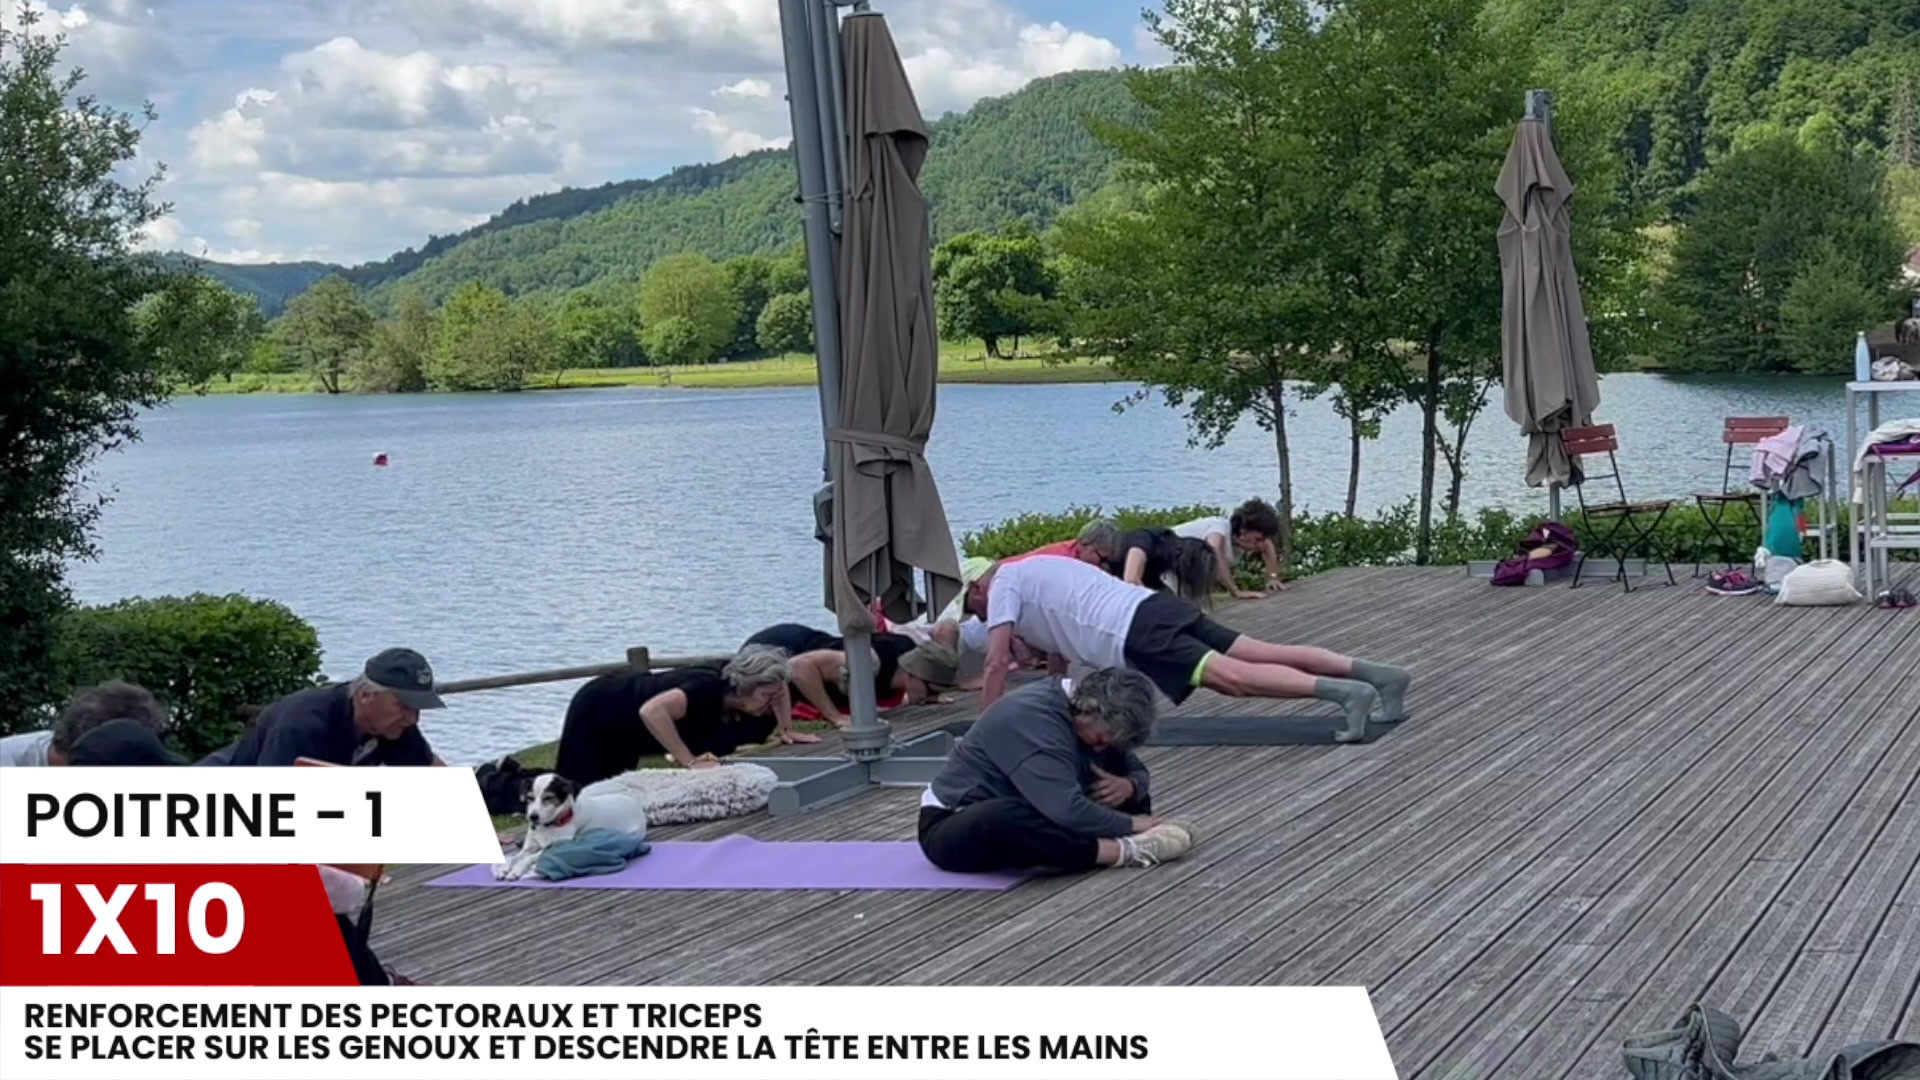 POITRINE - 1
1X10
RENFORCEMENT DES PECTORAUX ET TRICEPS
SE PLACER SUR LES GENOUX ET DESCENDRE LA TÊTE ENTRE LES MAINS